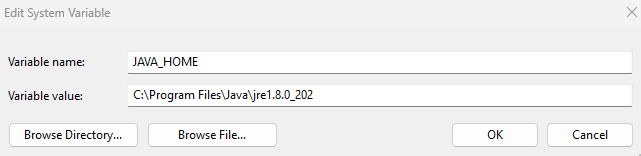 Edit System Variable
Variable name: JAVA_HOME
Variable value: C:\Program Files\Java\jre1.8.0_202
Browse Directory... Browse File... OK Cancel